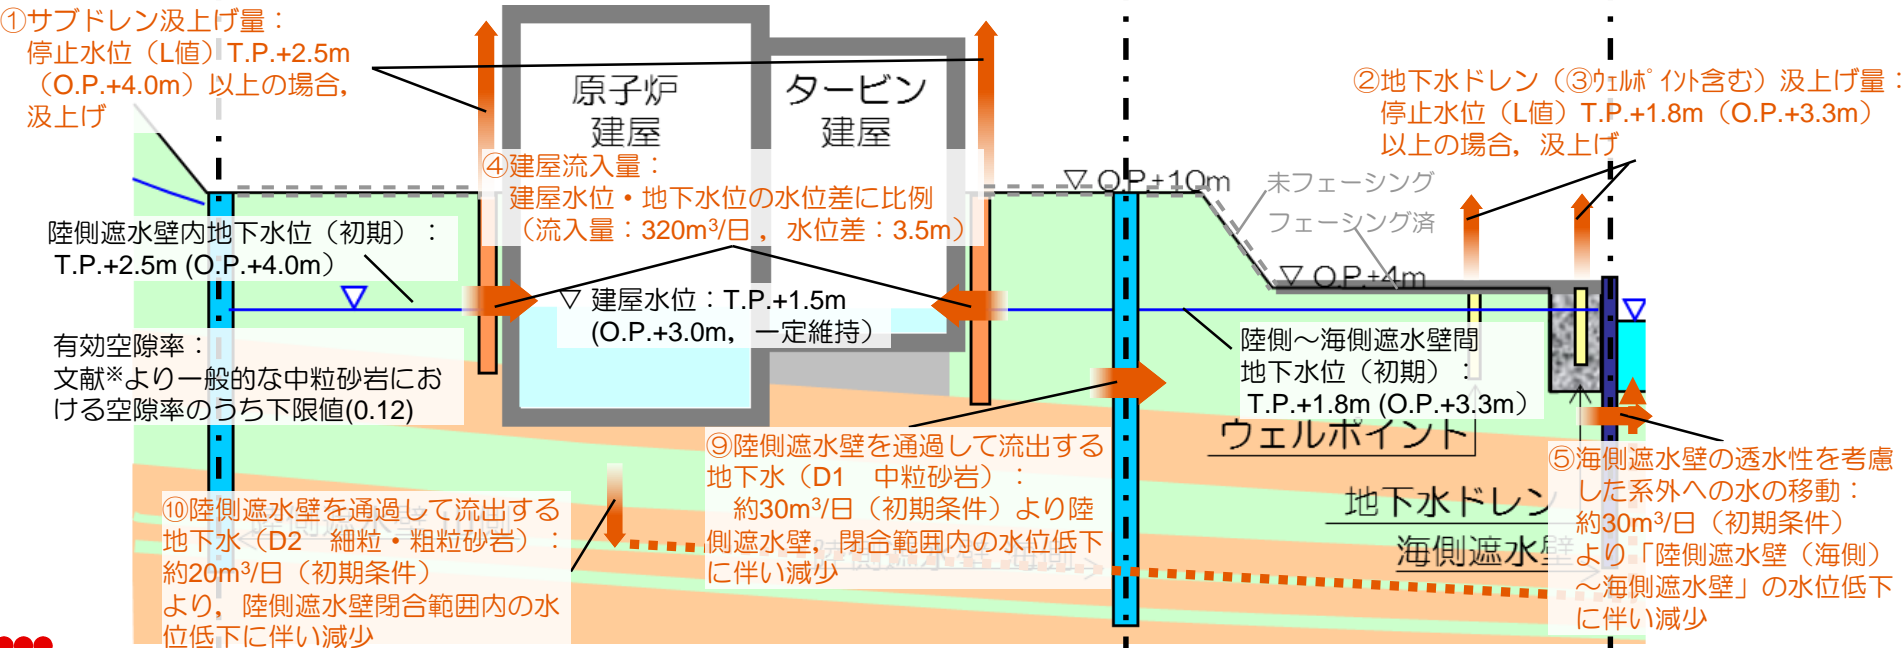 ①サブドレン汲上げ量：
停止水位（L値）T.P.+2.5m
（O.P.+4.0m）以上の場合，
汲上げ
原子炉
建屋
タービン
建屋
②地下水ドレン（③ウェルポイント含む）汲上げ量：
停止水位（L値）T.P.+1.8m（O.P.+3.3m）
以上の場合，汲上げ
④建屋流入量：
建屋水位・地下水位の水位差に比例
（流入量：320m³/日，水位差：3.5m）
▽ O.P.+10m
未フェーシング
フェーシング済
▽ O.P.+4m
陸側遮水壁内地下水位（初期）：
T.P.+2.5m (O.P.+4.0m）
▽ 建屋水位：T.P.+1.5m
(O.P.+3.0m，一定維持）
有効空隙率：
文献※より一般的な中粒砂岩にお
ける空隙率のうち下限値(0.12)
陸側～海側遮水壁間
地下水位（初期）：
T.P.+1.8m (O.P.+3.3m）
ウェルポイント
地下水ドレン
海側遮水壁
⑨陸側遮水壁を通過して流出する
地下水（D1　中粒砂岩）：
約30m³/日（初期条件）より陸
側遮水壁，閉合範囲内の水位低下
に伴い減少
⑩陸側遮水壁を通過して流出する
地下水（D2　細粒・粗粒砂岩）：
約20m³/日（初期条件）
より，陸側遮水壁閉合範囲内の水
位低下に伴い減少
⑤海側遮水壁の透水性を考慮
した系外への水の移動：
約30m³/日（初期条件）
より「陸側遮水壁（海側）
～海側遮水壁」の水位低下
に伴い減少